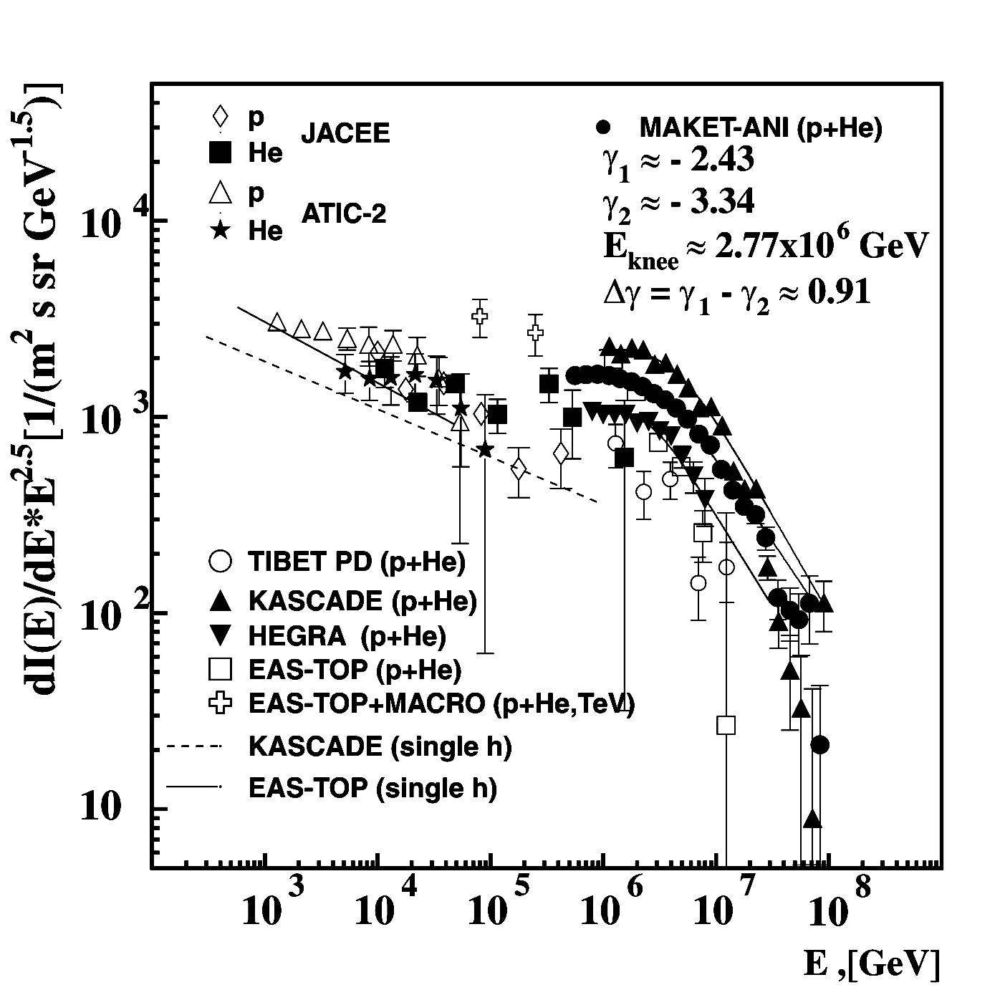 p
JACEE
He
p
ATIC-2
He
MAKET-ANI (p+He)
γ1 ≈ - 2.43
γ2 ≈ - 3.34
Eknee ≈ 2.77x10^6 GeV
Δγ = γ1 - γ2 ≈ 0.91
dI(E)/dE*E^2.5 [1/(m^2 s sr GeV^-1.5)]
10^4
10^3
10^2
10
TIBET PD (p+He)
KASCADE (p+He)
HEGRA (p+He)
EAS-TOP (p+He)
EAS-TOP+MACRO (p+He,TeV)
KASCADE (single h)
EAS-TOP (single h)
10^3 10^4 10^5 10^6 10^7 10^8
E ,[GeV]